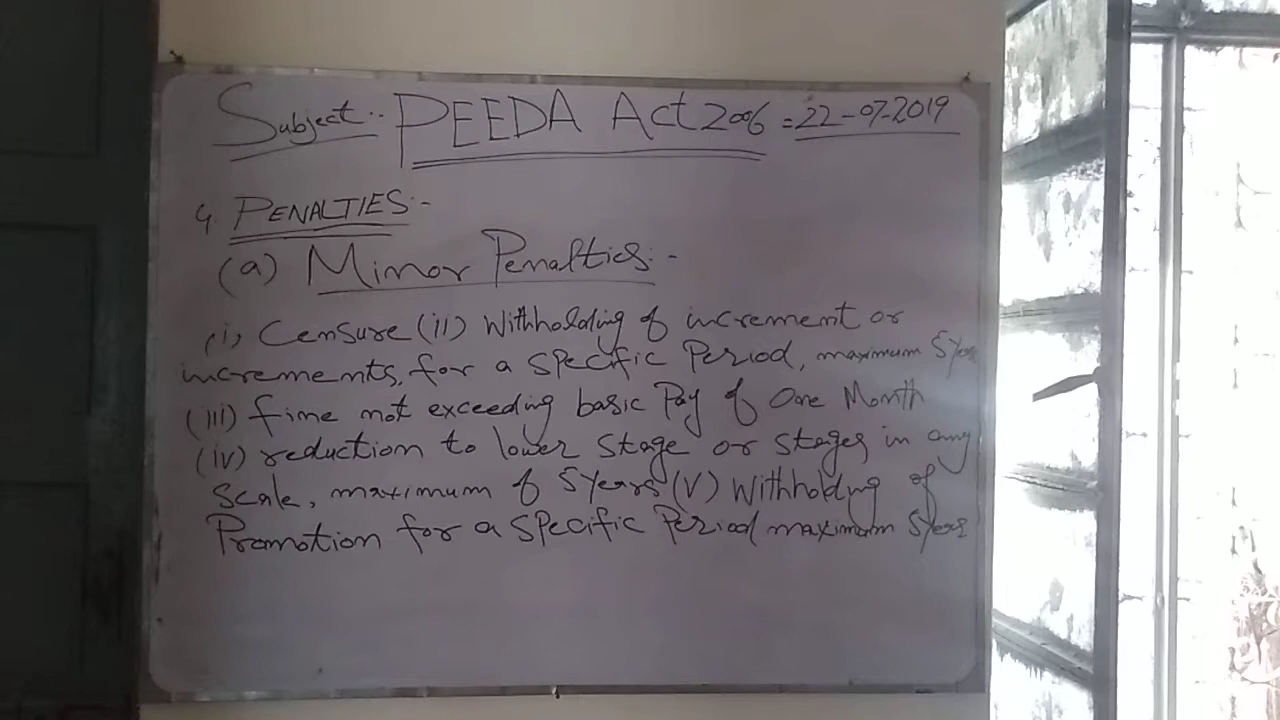 Subject:- PEEDA Act 2006 = 22-07-2019
4. PENALTIES:-
(a) Minor Penalties:-
(i) Censure (ii) Withholding of increment or
increments, for a specific Period, maximum 5 years
(iii) fine not exceeding basic Pay of One Month
(iv) reduction to lower stage or stages in any
scale, maximum of 5 years (V) Withholding of
Promotion for a specific Period maximum 5 years